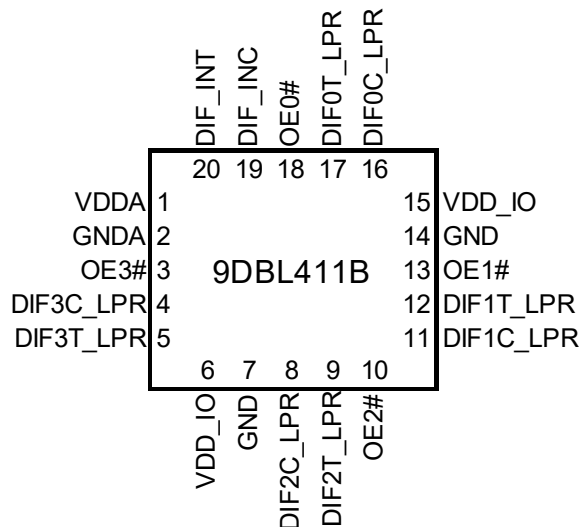 DIF_INT
DIF_INC
OE0#
DIF0T_LPR
DIF0C_LPR
20 19 18 17 16
VDDA 1
GNDA 2
OE3# 3
DIF3C_LPR 4
DIF3T_LPR 5
9DBL411B
15 VDD_IO
14 GND
13 OE1#
12 DIF1T_LPR
11 DIF1C_LPR
6 7 8 9 10
VDD_IO
GND
DIF2C_LPR
DIF2T_LPR
OE2#